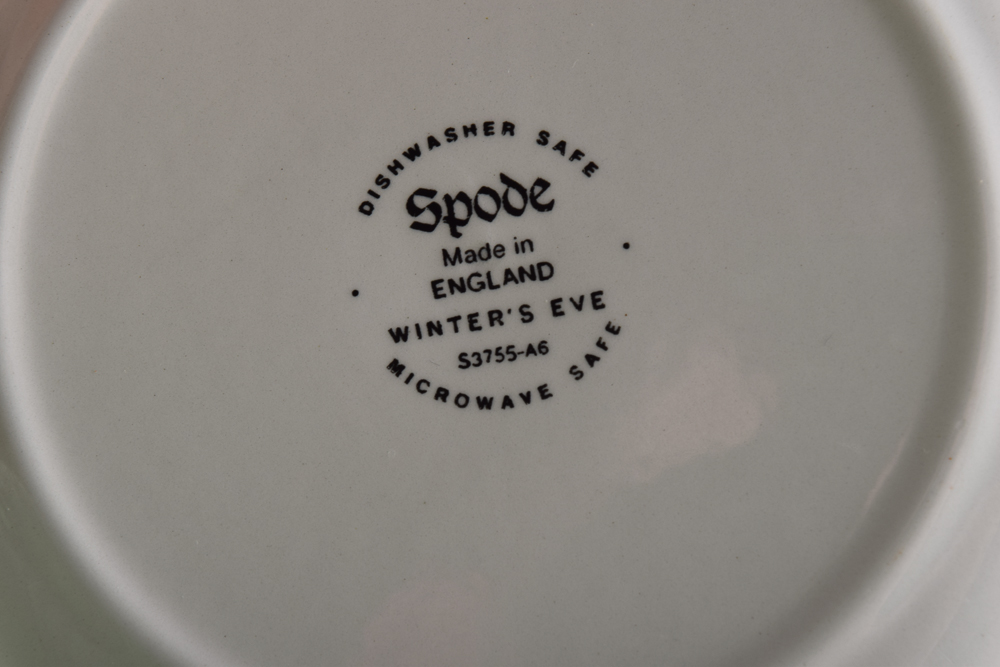 DISHWASHER SAFE
Spode
Made in
ENGLAND
WINTER'S EVE
S3755-A6
MICROWAVE SAFE